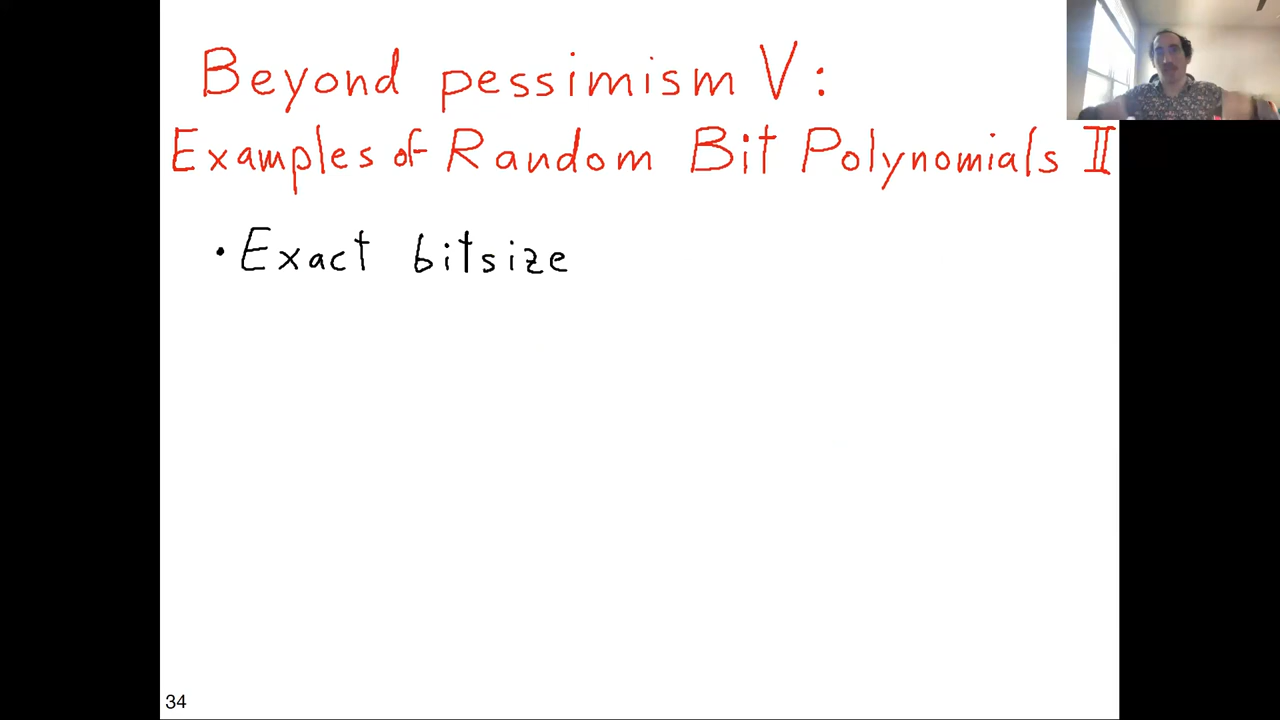 Beyond pessimism V:
Examples of Random Bit Polynomials II
• Exact bitsize
34